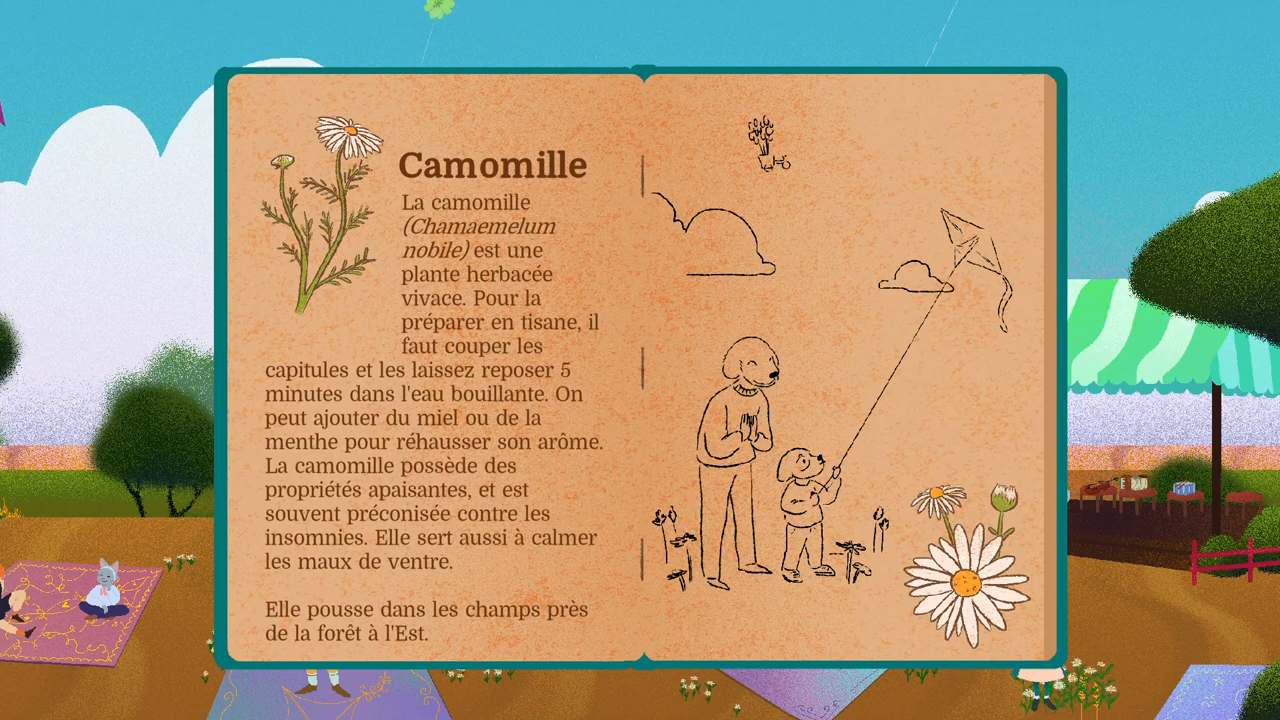 Camomille
La camomille
(Chamaemelum
nobile) est une
plante herbacée
vivace. Pour la
préparer en tisane, il
faut couper les
capitules et les laissez reposer 5
minutes dans l'eau bouillante. On
peut ajouter du miel ou de la
menthe pour réhausser son arôme.
La camomille possède des
propriétés apaisantes, et est
souvent préconisée contre les
insomnies. Elle sert aussi à calmer
les maux de ventre.
Elle pousse dans les champs près
de la forêt à l'Est.